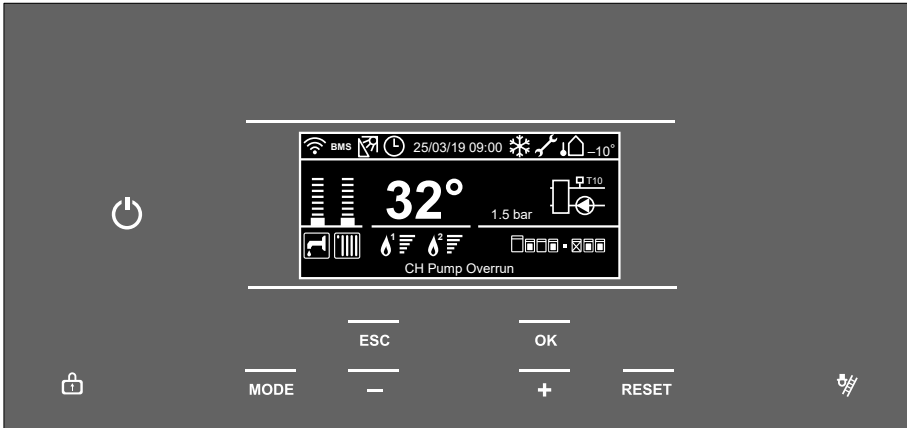 BMS 25/03/19 09:00 –10°
T10
32°
1.5 bar
1 2
CH Pump Overrun
ESC OK
MODE – + RESET